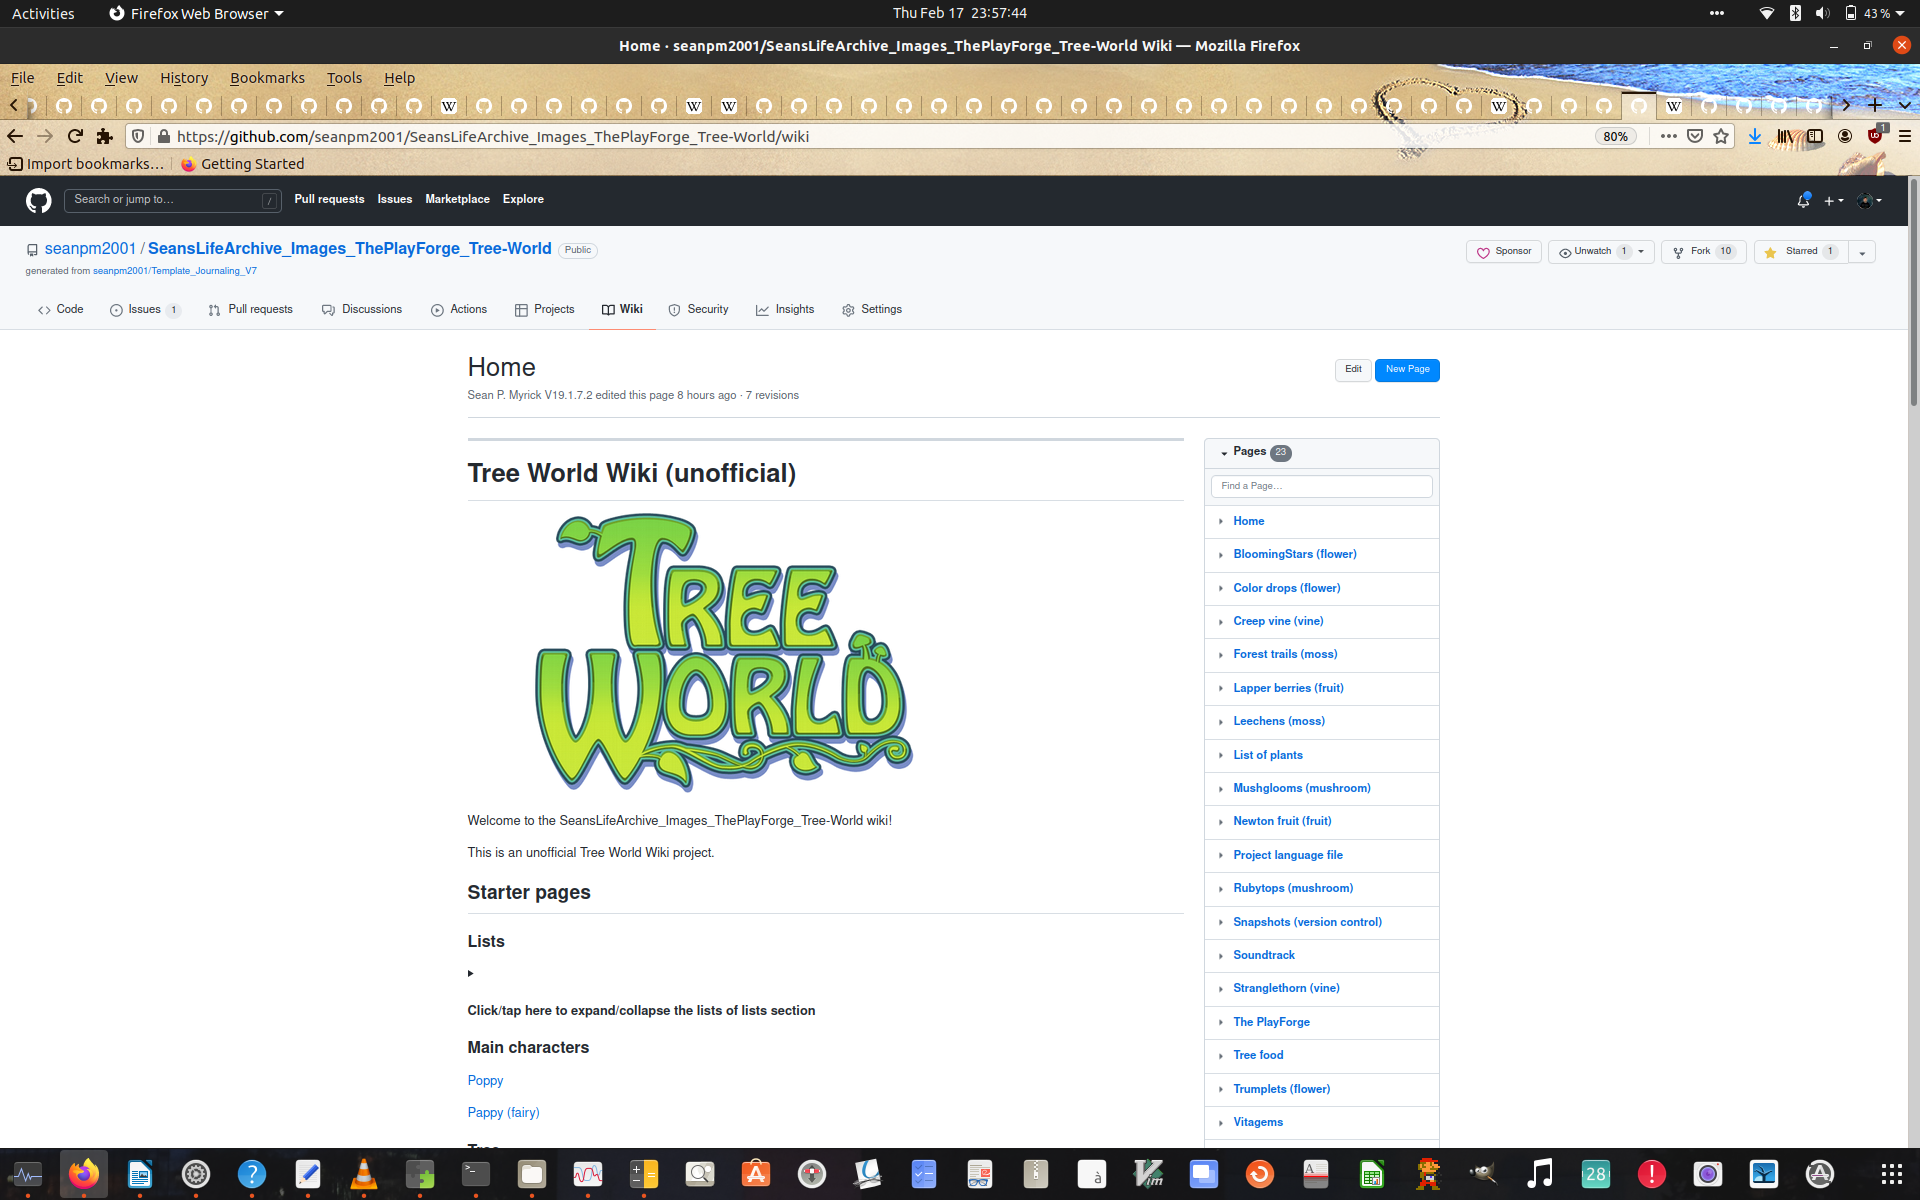 Activities Firefox Web Browser Thu Feb 17 23:57:44 43 %
Home · seanpm2001/SeansLifeArchive_Images_ThePlayForge_Tree-World Wiki — Mozilla Firefox
File Edit View History Bookmarks Tools Help
https://github.com/seanpm2001/SeansLifeArchive_Images_ThePlayForge_Tree-World/wiki 80% 1
Import bookmarks… Getting Started
Search or jump to… / Pull requests Issues Marketplace Explore
seanpm2001 / SeansLifeArchive_Images_ThePlayForge_Tree-World Public Sponsor Unwatch 1 Fork 10 Starred 1
generated from seanpm2001/Template_Journaling_V7
Code Issues 1 Pull requests Discussions Actions Projects Wiki Security Insights Settings
Home Edit New Page
Sean P. Myrick V19.1.7.2 edited this page 8 hours ago · 7 revisions
Tree World Wiki (unofficial)
TREE
WORLD
Welcome to the SeansLifeArchive_Images_ThePlayForge_Tree-World wiki!
This is an unofficial Tree World Wiki project.
Starter pages
Lists
Click/tap here to expand/collapse the lists of lists section
Main characters
Poppy
Pappy (fairy)
Pages 23
Find a Page…
Home
BloomingStars (flower)
Color drops (flower)
Creep vine (vine)
Forest trails (moss)
Lapper berries (fruit)
Leechens (moss)
List of plants
Mushglooms (mushroom)
Newton fruit (fruit)
Project language file
Rubytops (mushroom)
Snapshots (version control)
Soundtrack
Stranglethorn (vine)
The PlayForge
Tree food
Trumplets (flower)
Vitagems
28